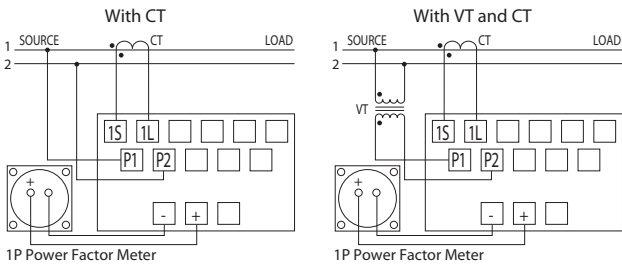 With CT
1 SOURCE CT LOAD
2
1S 1L
P1 P2
+
- +
1P Power Factor Meter
With VT and CT
1 SOURCE CT LOAD
2
VT
1S 1L
P1 P2
+
- +
1P Power Factor Meter